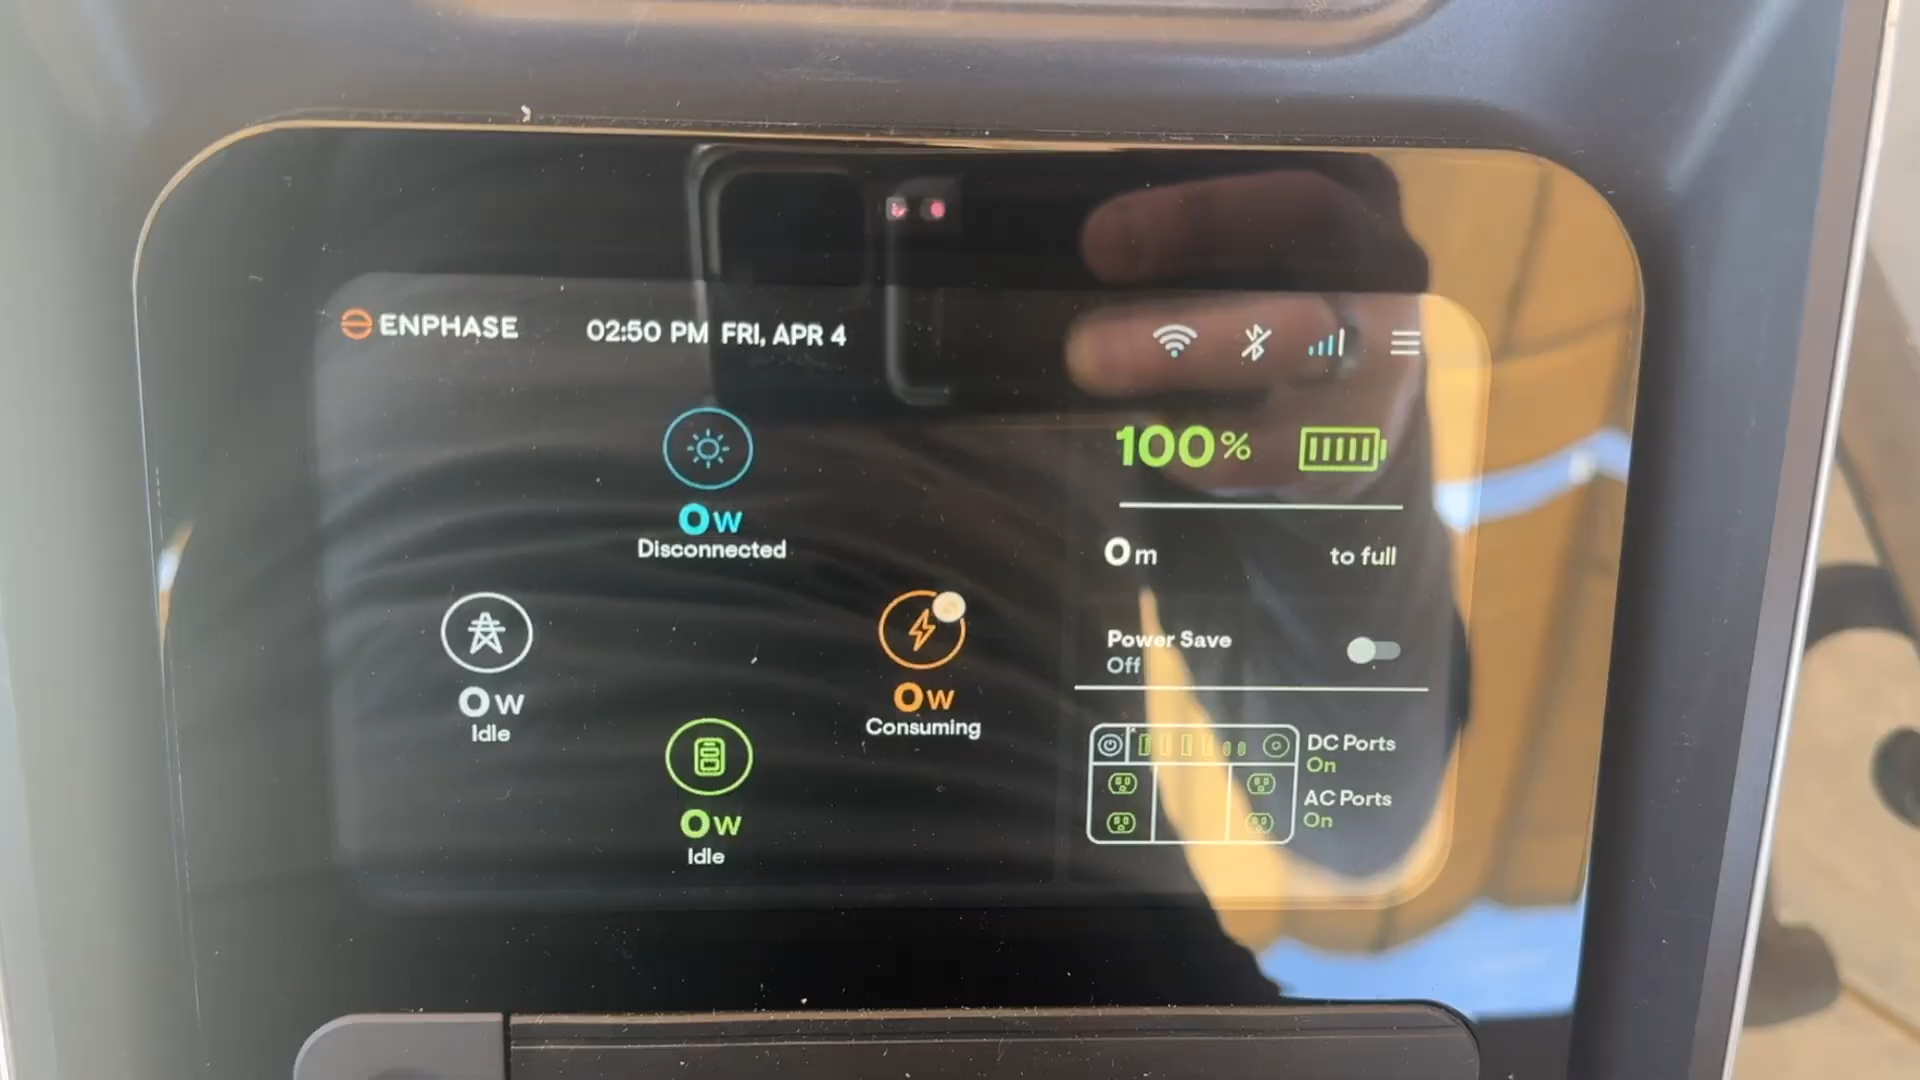 ENPHASE
02:50 PM FRI, APR 4
0w
Disconnected
0w
Idle
0w
Consuming
0w
Idle
100%
0m to full
Power Save
Off
DC Ports
On
AC Ports
On